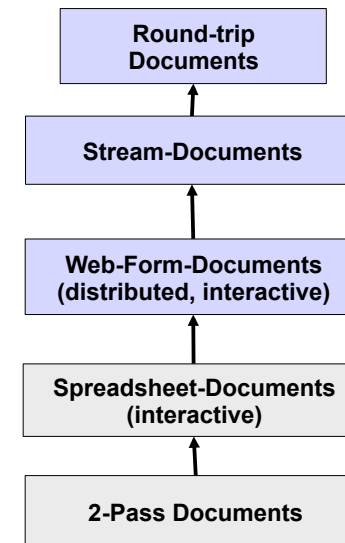 Round-trip
Documents
Stream-Documents
Web-Form-Documents
(distributed, interactive)
Spreadsheet-Documents
(interactive)
2-Pass Documents